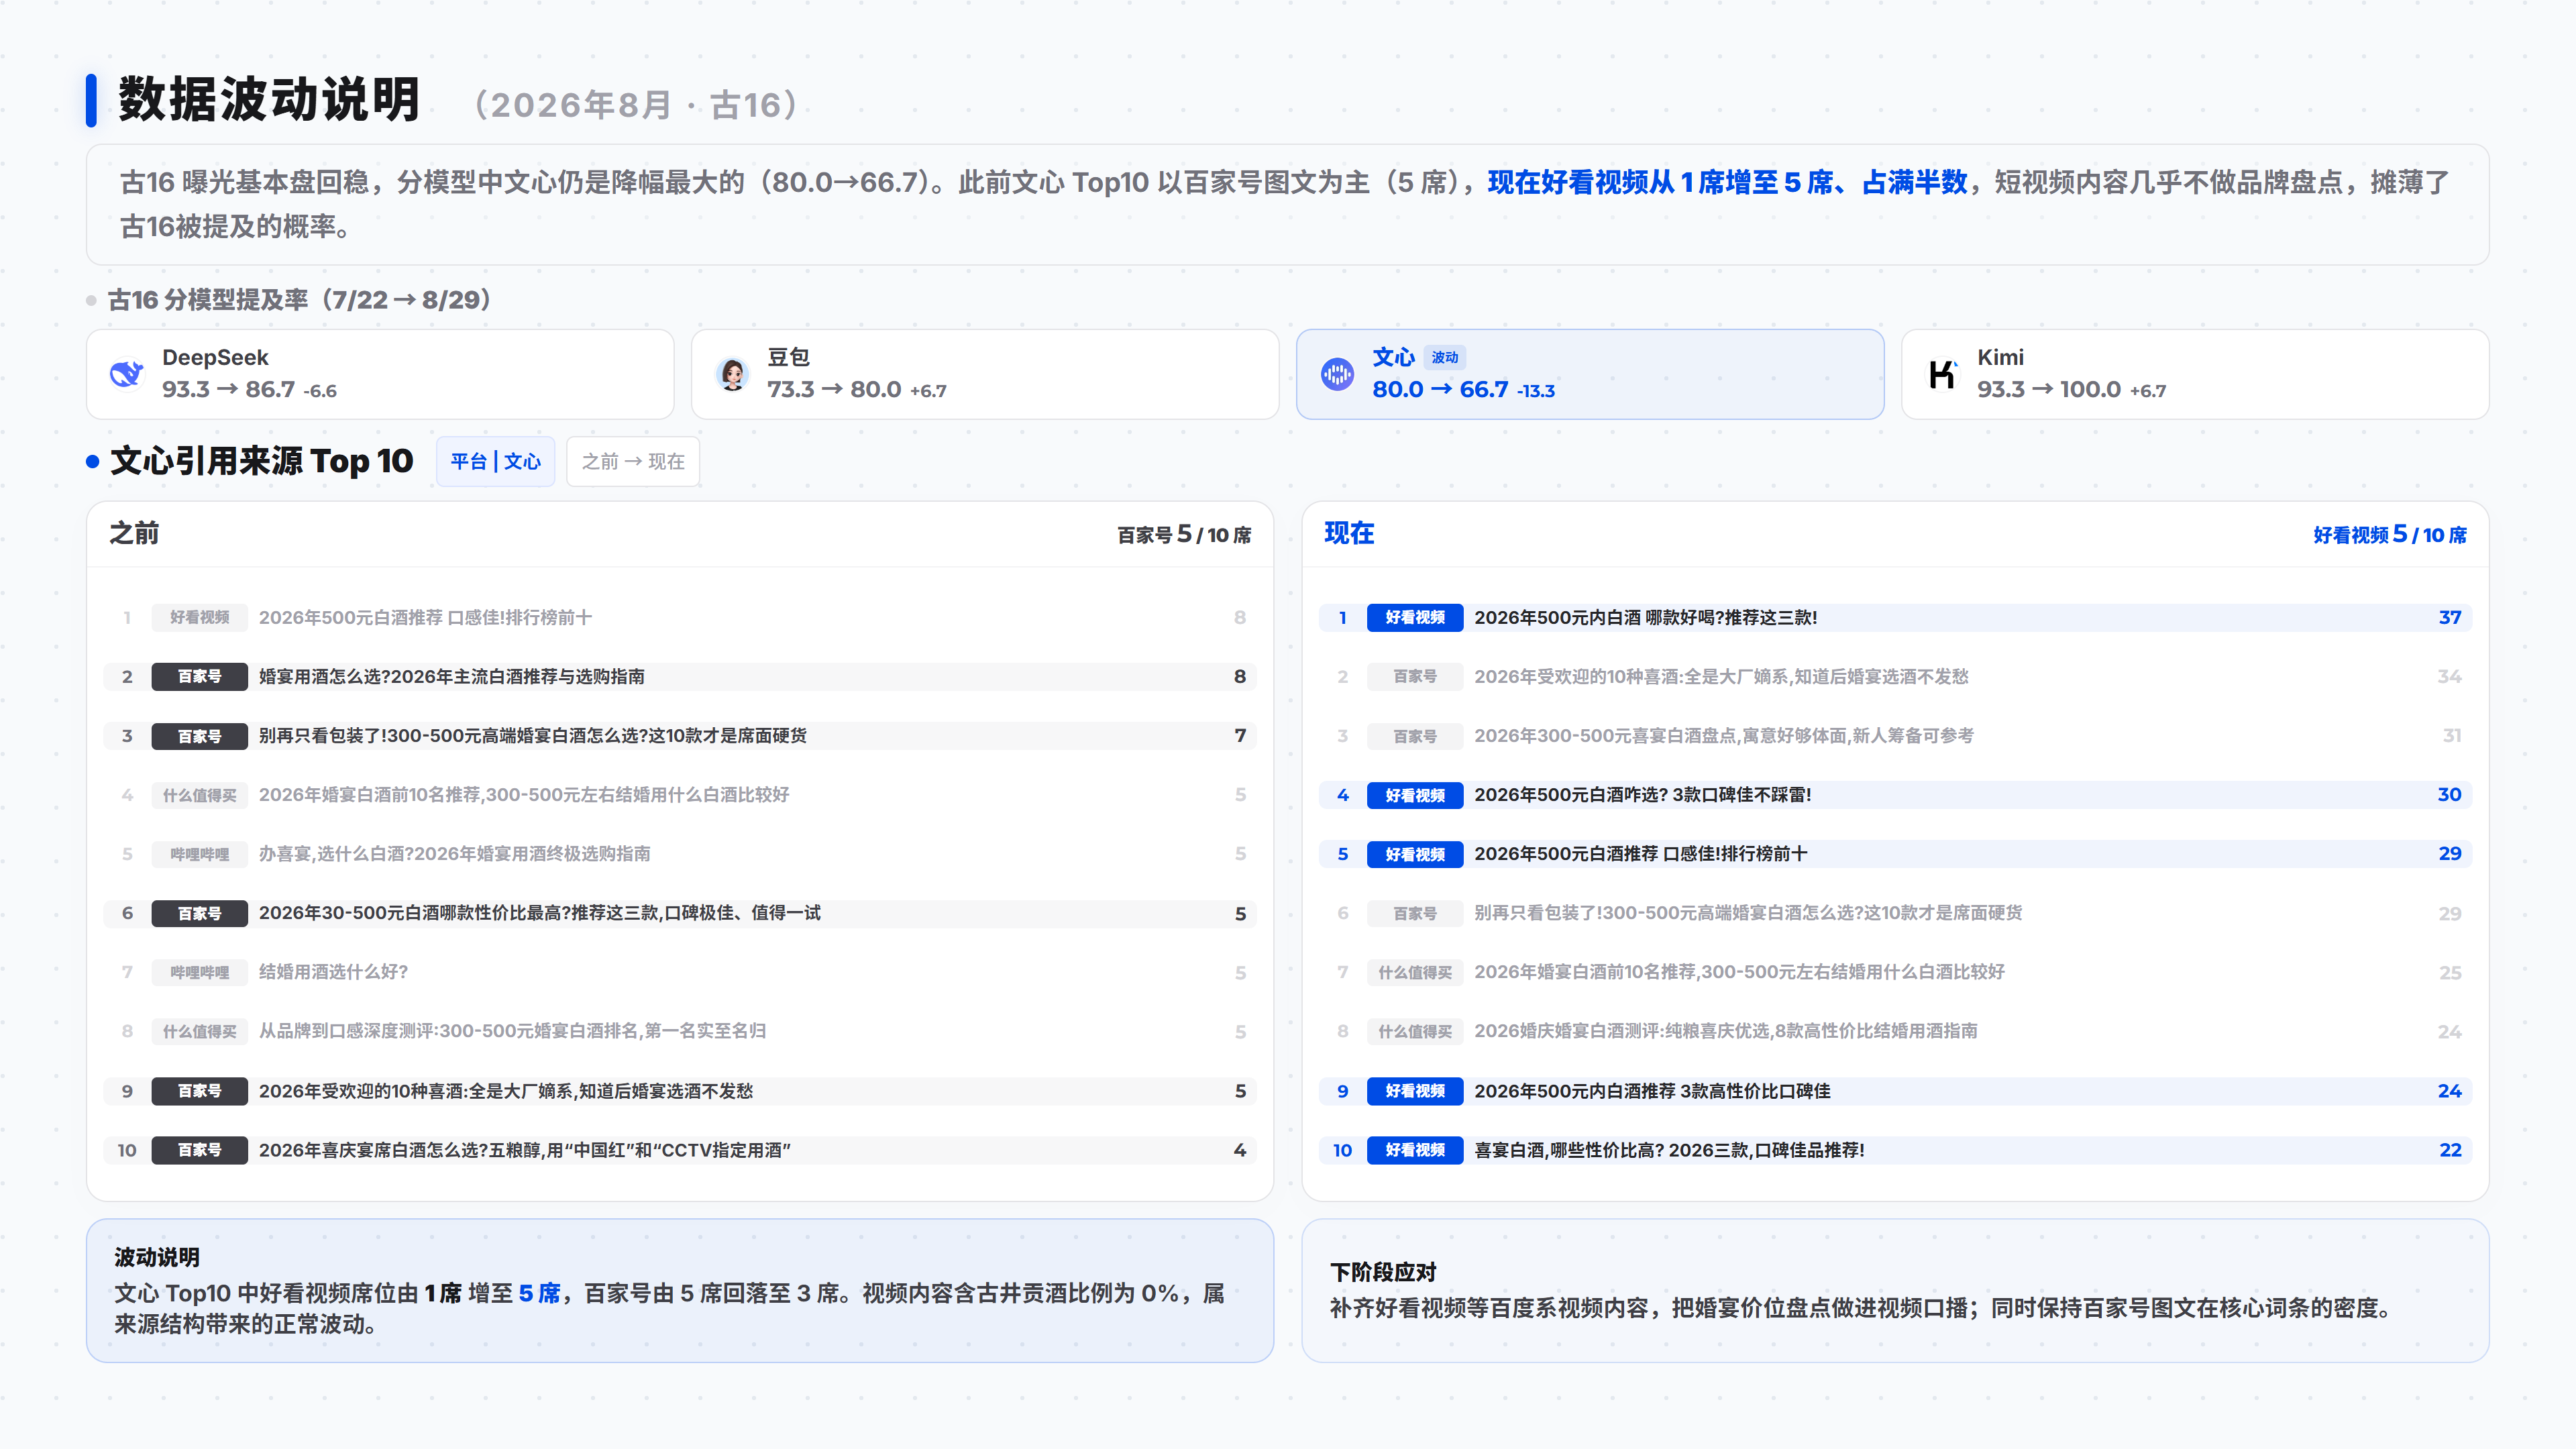 数据波动说明 （2026年8月 · 古16）
古16 曝光基本盘回稳，分模型中文心仍是降幅最大的（80.0→66.7）。此前文心 Top10 以百家号图文为主（5 席），现在好看视频从 1 席增至 5 席、占满半数，短视频内容几乎不做品牌盘点，摊薄了
古16被提及的概率。
古16 分模型提及率（7/22 → 8/29）
DeepSeek
93.3 → 86.7 -6.6
豆包
73.3 → 80.0 +6.7
文心 波动
80.0 → 66.7 -13.3
Kimi
93.3 → 100.0 +6.7
文心引用来源 Top 10 平台 | 文心 之前 → 现在
之前 百家号 5 / 10 席
1 好看视频 2026年500元白酒推荐 口感佳!排行榜前十 8
2 百家号 婚宴用酒怎么选?2026年主流白酒推荐与选购指南 8
3 百家号 别再只看包装了!300-500元高端婚宴白酒怎么选?这10款才是席面硬货 7
4 什么值得买 2026年婚宴白酒前10名推荐,300-500元左右结婚用什么白酒比较好 5
5 哔哩哔哩 办喜宴,选什么白酒?2026年婚宴用酒终极选购指南 5
6 百家号 2026年30-500元白酒哪款性价比最高?推荐这三款,口碑极佳、值得一试 5
7 哔哩哔哩 结婚用酒选什么好? 5
8 什么值得买 从品牌到口感深度测评:300-500元婚宴白酒排名,第一名实至名归 5
9 百家号 2026年受欢迎的10种喜酒:全是大厂嫡系,知道后婚宴选酒不发愁 5
10 百家号 2026年喜庆宴席白酒怎么选?五粮醇,用“中国红”和“CCTV指定用酒” 4
现在 好看视频 5 / 10 席
1 好看视频 2026年500元内白酒 哪款好喝?推荐这三款! 37
2 百家号 2026年受欢迎的10种喜酒:全是大厂嫡系,知道后婚宴选酒不发愁 34
3 百家号 2026年300-500元喜宴白酒盘点,寓意好够体面,新人筹备可参考 31
4 好看视频 2026年500元白酒咋选? 3款口碑佳不踩雷! 30
5 好看视频 2026年500元白酒推荐 口感佳!排行榜前十 29
6 百家号 别再只看包装了!300-500元高端婚宴白酒怎么选?这10款才是席面硬货 29
7 什么值得买 2026年婚宴白酒前10名推荐,300-500元左右结婚用什么白酒比较好 25
8 什么值得买 2026婚庆婚宴白酒测评:纯粮喜庆优选,8款高性价比结婚用酒指南 24
9 好看视频 2026年500元内白酒推荐 3款高性价比口碑佳 24
10 好看视频 喜宴白酒,哪些性价比高? 2026三款,口碑佳品推荐! 22
波动说明
文心 Top10 中好看视频席位由 1 席 增至 5 席，百家号由 5 席回落至 3 席。视频内容含古井贡酒比例为 0%，属
来源结构带来的正常波动。
下阶段应对
补齐好看视频等百度系视频内容，把婚宴价位盘点做进视频口播；同时保持百家号图文在核心词条的密度。